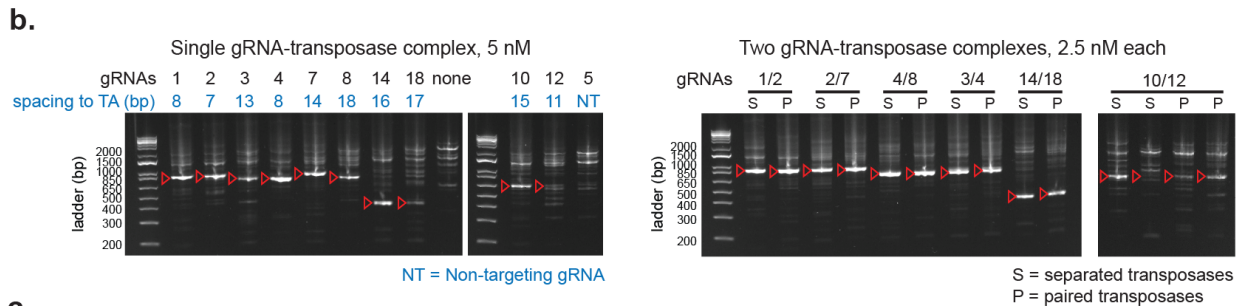 b.
Single gRNA-transposase complex, 5 nM
gRNAs 1 2 3 4 7 8 14 18 none 10 12 5
spacing to TA (bp) 8 7 13 8 14 18 16 17 15 11 NT
ladder (bp)
2000
1500
1000
850
650
500
400
300
200
NT = Non-targeting gRNA
Two gRNA-transposase complexes, 2.5 nM each
gRNAs 1/2 2/7 4/8 3/4 14/18 10/12
S P S P S P S P S P S S P P
ladder (bp)
2000
1500
1000
850
650
500
400
300
200
S = separated transposases
P = paired transposases